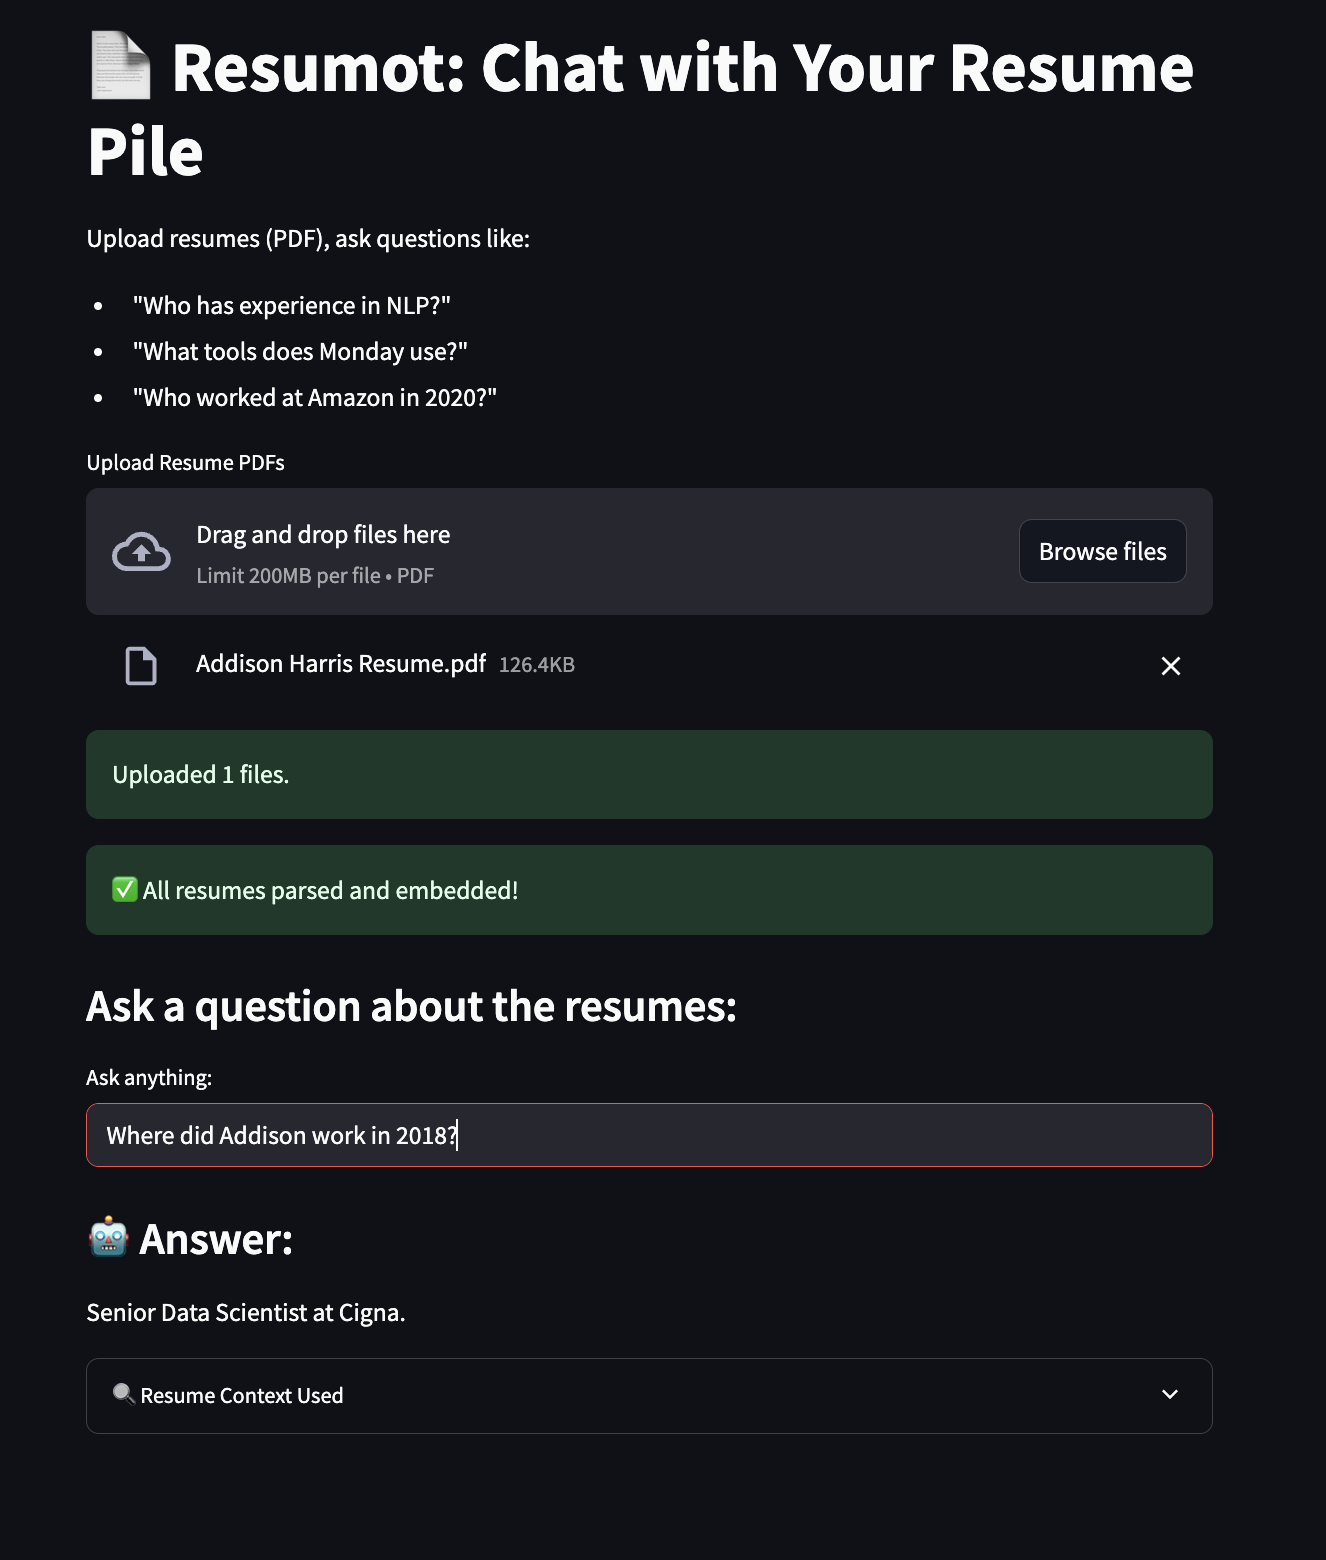 Resumot: Chat with Your Resume
Pile
Upload resumes (PDF), ask questions like:
• "Who has experience in NLP?"
• "What tools does Monday use?"
• "Who worked at Amazon in 2020?"
Upload Resume PDFs
Drag and drop files here
Limit 200MB per file • PDF
Browse files
Addison Harris Resume.pdf 126.4KB
Uploaded 1 files.
✅ All resumes parsed and embedded!
Ask a question about the resumes:
Ask anything:
Where did Addison work in 2018?
🤖 Answer:
Senior Data Scientist at Cigna.
🔍 Resume Context Used